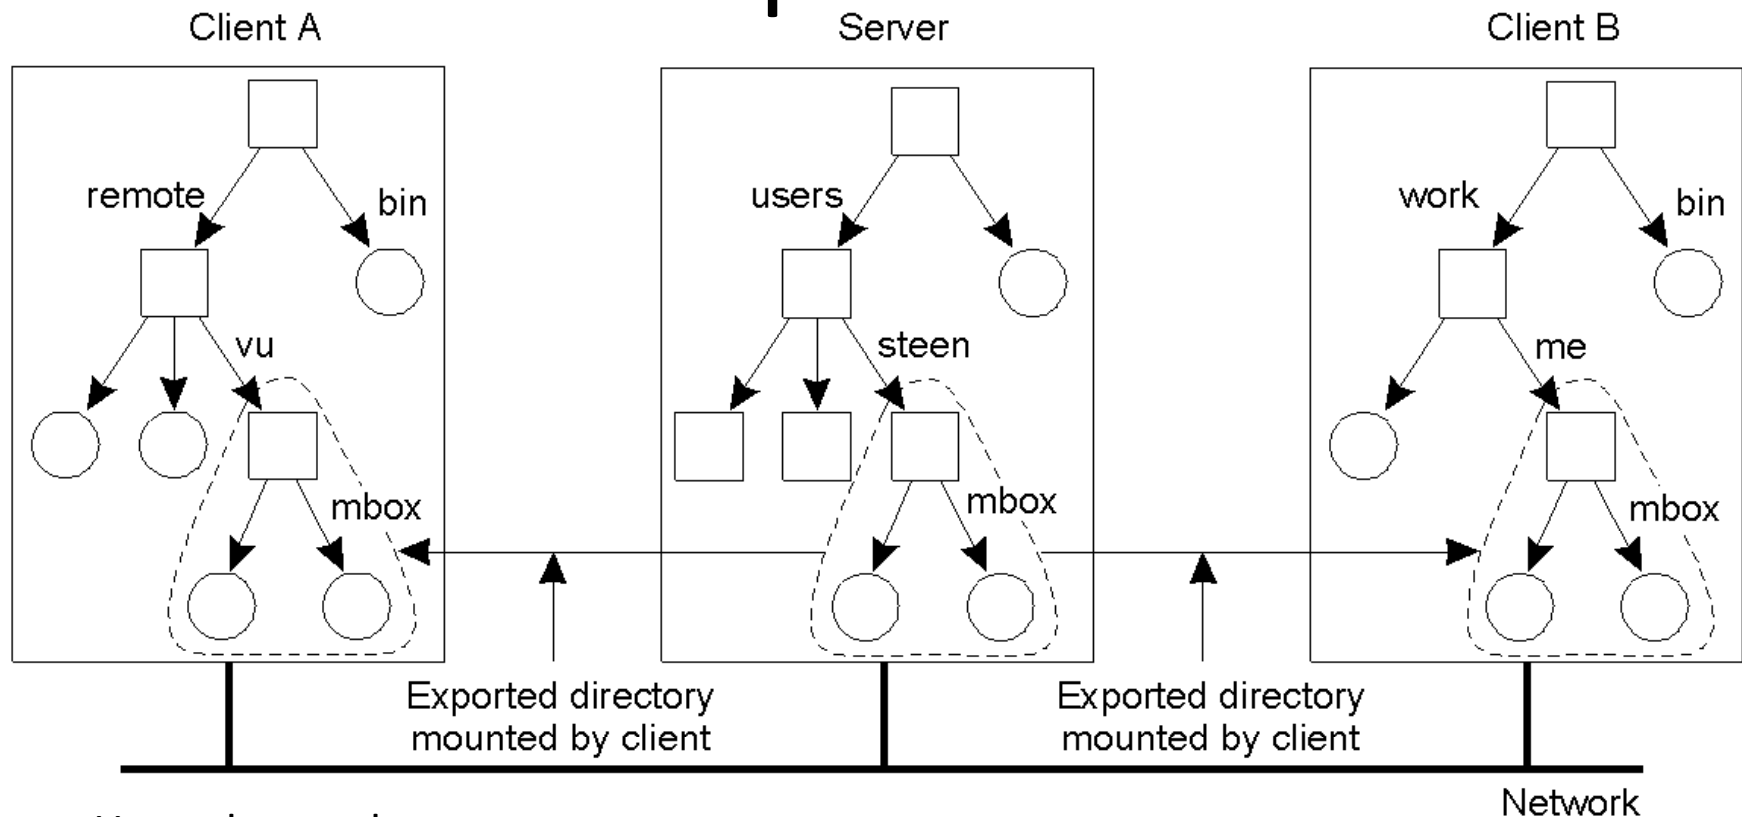 Client A
Server
Client B
remote
bin
users
work
bin
vu
steen
me
mbox
mbox
mbox
Exported directory
mounted by client
Exported directory
mounted by client
Network